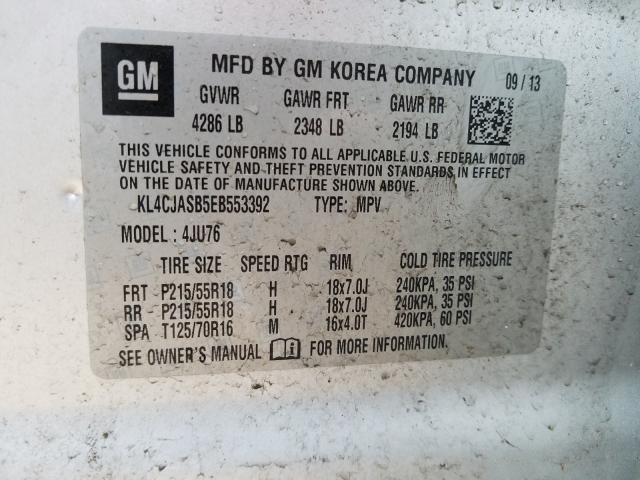 GM
MFD BY GM KOREA COMPANY 09/13
GVWR GAWR FRT GAWR RR
4286 LB 2348 LB 2194 LB
THIS VEHICLE CONFORMS TO ALL APPLICABLE U.S. FEDERAL MOTOR
VEHICLE SAFETY AND THEFT PREVENTION STANDARDS IN EFFECT
ON THE DATE OF MANUFACTURE SHOWN ABOVE.
KL4CJASB5EB553392 TYPE: MPV
MODEL : 4JU76
TIRE SIZE SPEED RTG RIM COLD TIRE PRESSURE
FRT P215/55R18 H 18x7.0J 240KPA, 35 PSI
RR P215/55R18 H 18x7.0J 240KPA, 35 PSI
SPA T125/70R16 M 16x4.0T 420KPA, 60 PSI
SEE OWNER'S MANUAL FOR MORE INFORMATION.